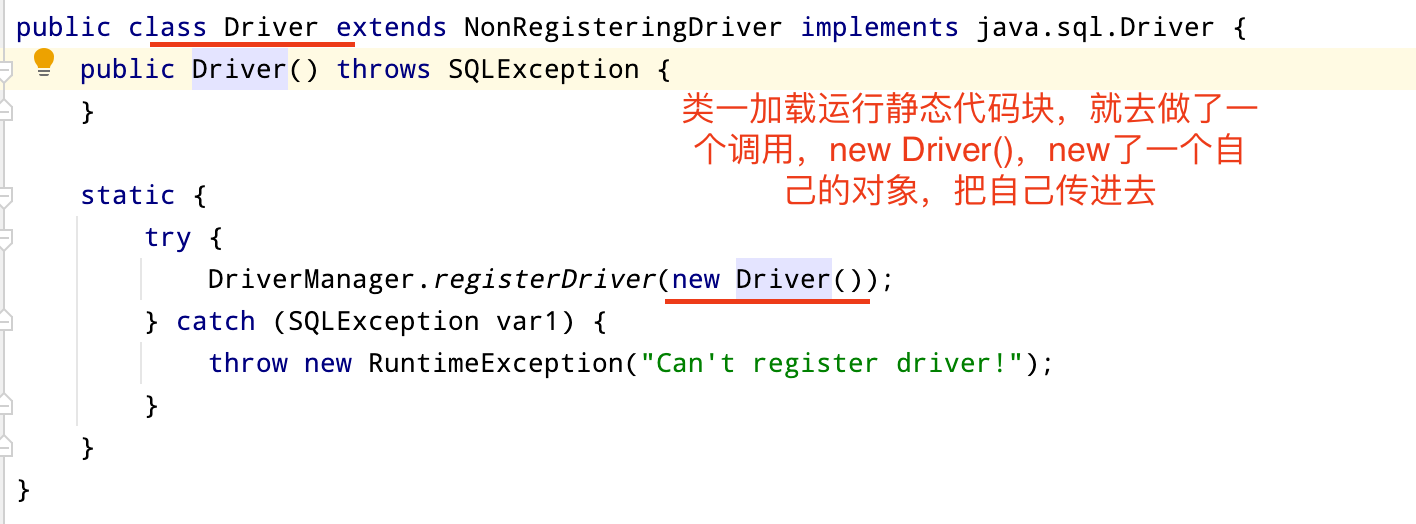 public class Driver extends NonRegisteringDriver implements java.sql.Driver {
public Driver() throws SQLException {
}
类一加载运行静态代码块，就去做了一
个调用，new Driver()，new了一个自
己的对象，把自己传进去
static {
try {
DriverManager.registerDriver(new Driver());
} catch (SQLException var1) {
throw new RuntimeException("Can't register driver!");
}
}
}